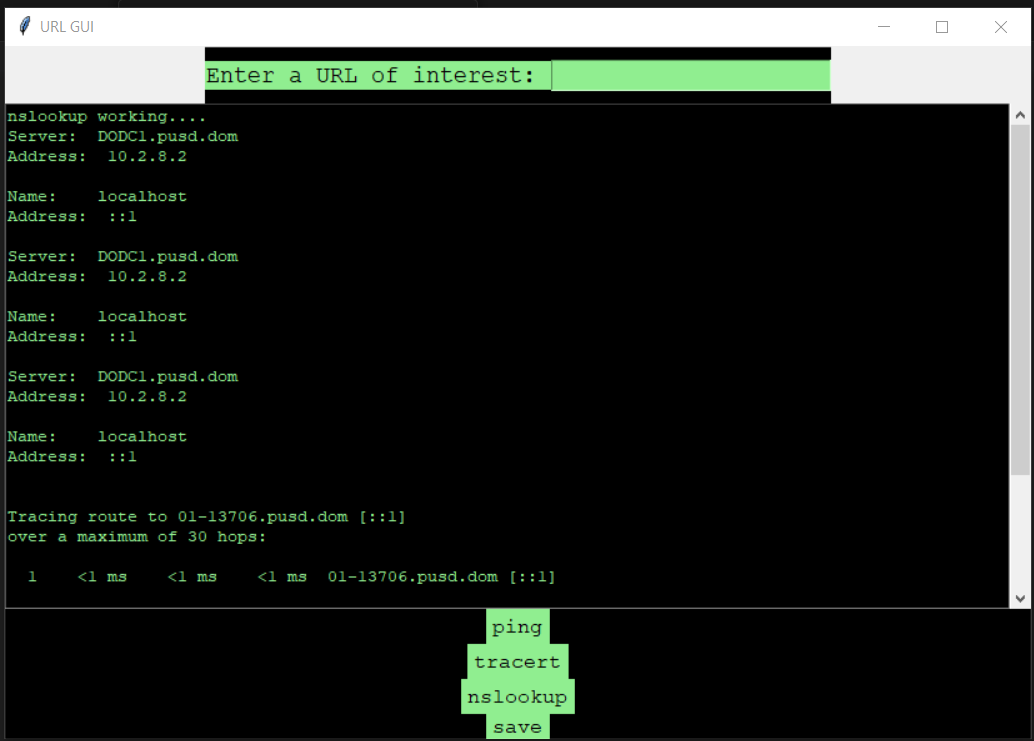 URL GUI
Enter a URL of interest:
nslookup working....
Server:  DODC1.pusd.dom
Address:  10.2.8.2
Name:    localhost
Address:  ::1
Server:  DODC1.pusd.dom
Address:  10.2.8.2
Name:    localhost
Address:  ::1
Server:  DODC1.pusd.dom
Address:  10.2.8.2
Name:    localhost
Address:  ::1
Tracing route to 01-13706.pusd.dom [::1]
over a maximum of 30 hops:
  1    <1 ms    <1 ms    <1 ms  01-13706.pusd.dom [::1]
ping
tracert
nslookup
save